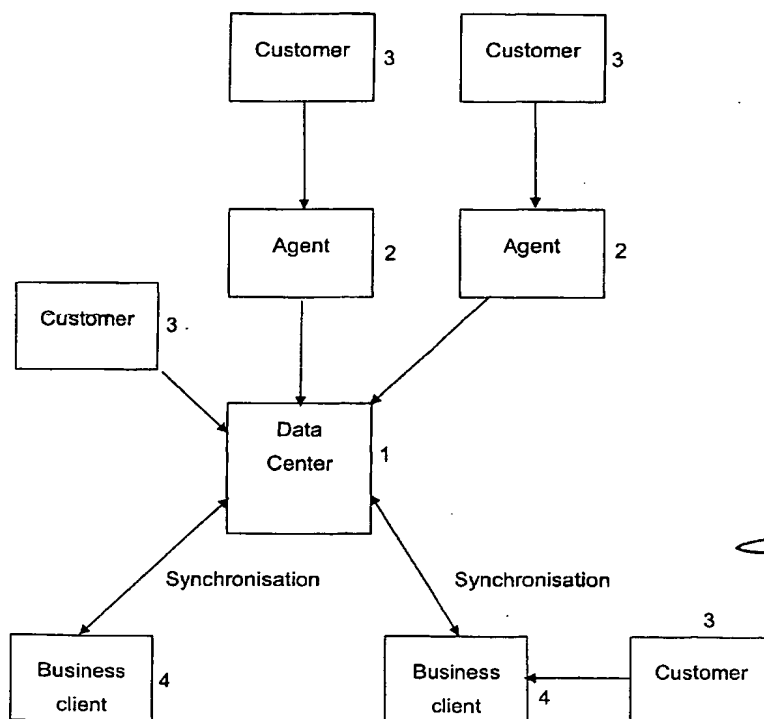 Customer 3
Customer 3
Agent 2
Agent 2
Customer 3
Data
Center
1
Synchronisation
Synchronisation
Business
client
4
Business
client
4
3
Customer